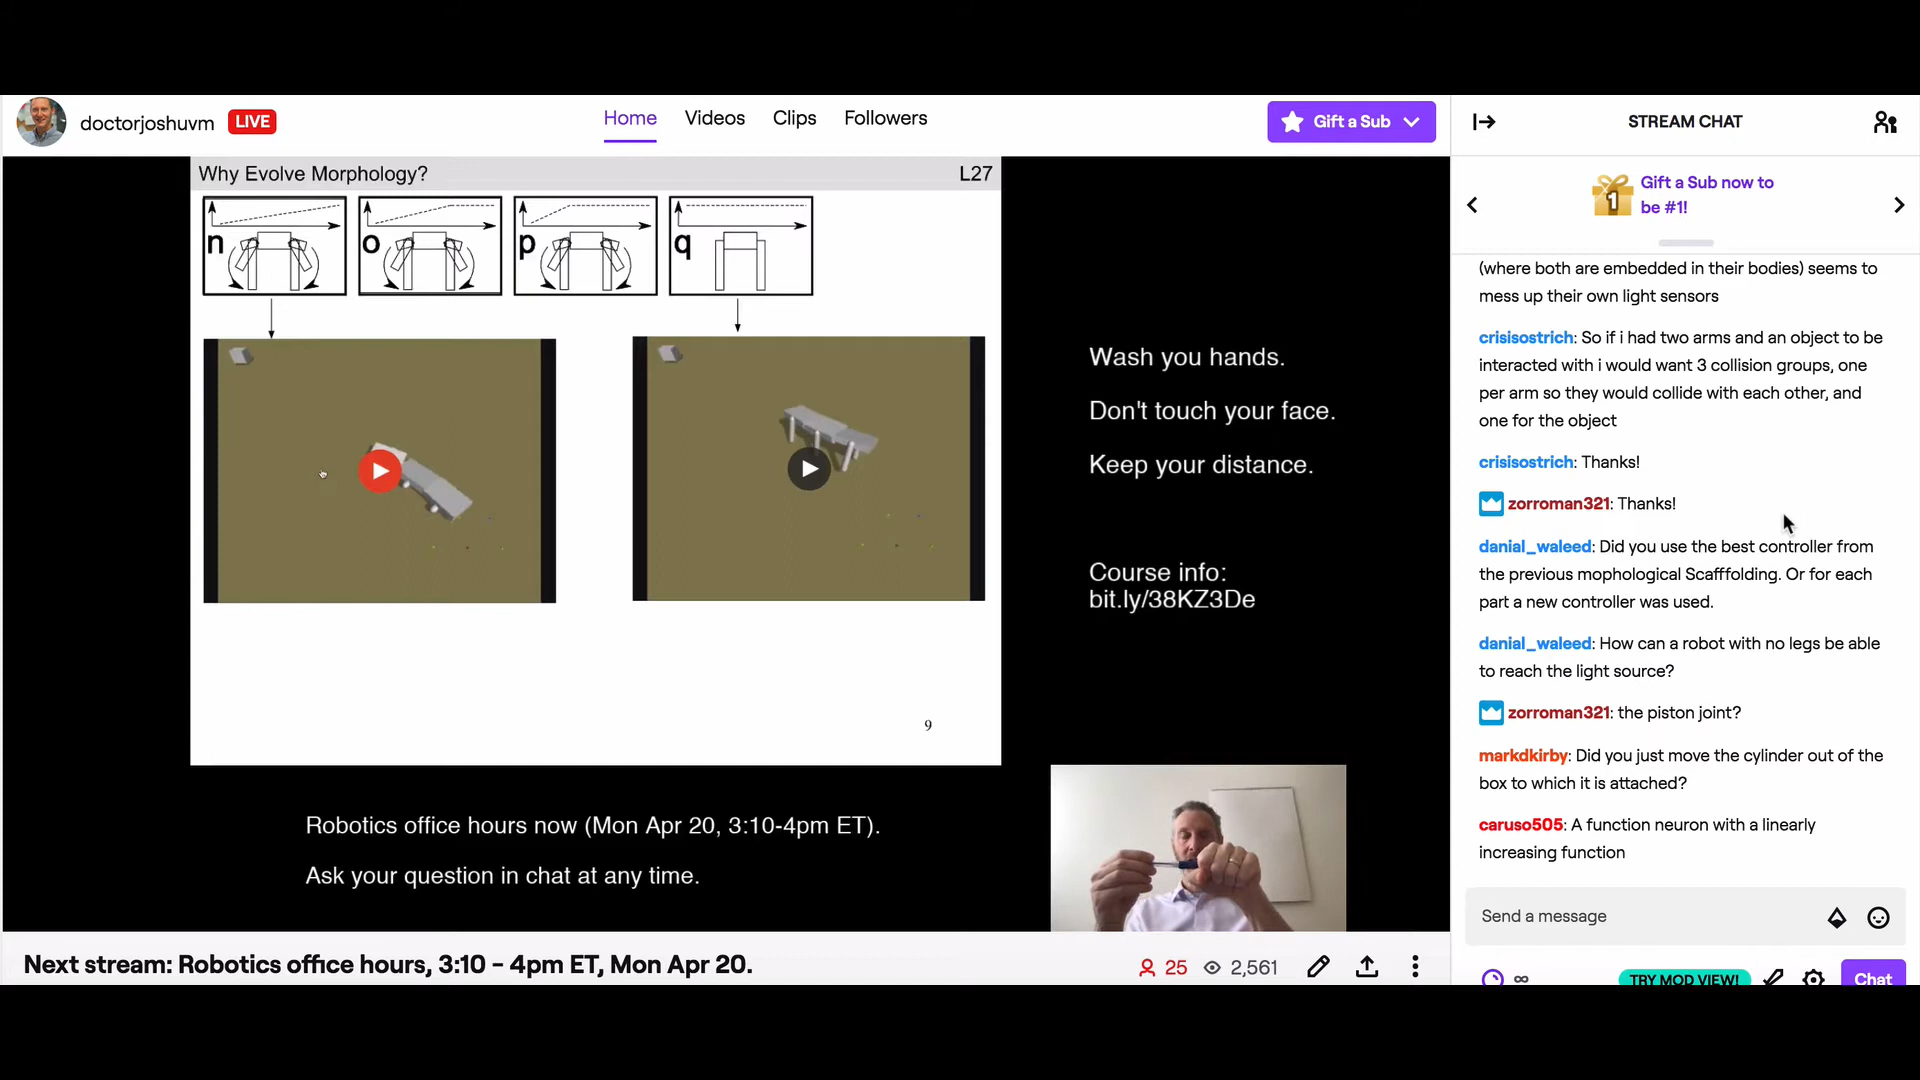 doctorjoshuvm LIVE
Home Videos Clips Followers
Gift a Sub
Why Evolve Morphology? L27
n o p q
9
Wash you hands.
Don't touch your face.
Keep your distance.
Course info:
bit.ly/38KZ3De
Robotics office hours now (Mon Apr 20, 3:10-4pm ET).
Ask your question in chat at any time.
Next stream: Robotics office hours, 3:10 - 4pm ET, Mon Apr 20.
25 2,561
STREAM CHAT
1
Gift a Sub now to
be #1!
(where both are embedded in their bodies) seems to
mess up their own light sensors
crisisostrich: So if i had two arms and an object to be
interacted with i would want 3 collision groups, one
per arm so they would collide with each other, and
one for the object
crisisostrich: Thanks!
zorroman321: Thanks!
danial_waleed: Did you use the best controller from
the previous mophological Scafffolding. Or for each
part a new controller was used.
danial_waleed: How can a robot with no legs be able
to reach the light source?
zorroman321: the piston joint?
markdkirby: Did you just move the cylinder out of the
box to which it is attached?
caruso505: A function neuron with a linearly
increasing function
Send a message
∞ TRY MOD VIEW! Chat